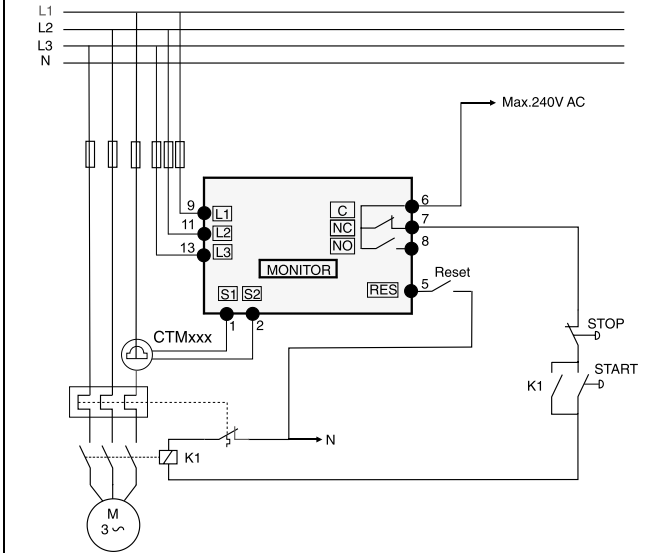 L1
L2
L3
N
Max.240V AC
6
9
L1
C
7
11
L2
NC
8
13
L3
NO
MONITOR
RES
5
Reset
S1
S2
1
2
CTMxxx
STOP
START
K1
N
K1
M
3~